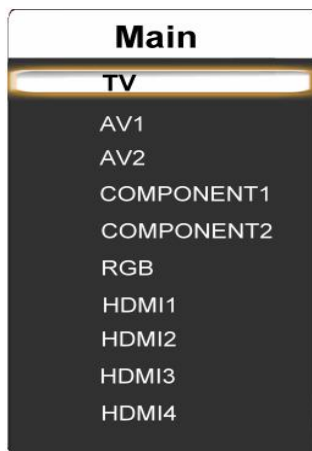 Main
TV
AV1
AV2
COMPONENT1
COMPONENT2
RGB
HDMI1
HDMI2
HDMI3
HDMI4